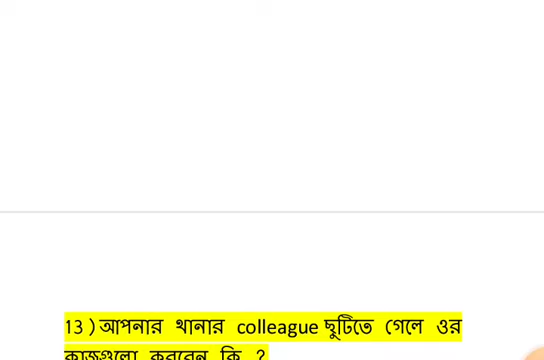 13 ) আপনার থানার colleague ছুটিতে গেলে ওর
কাজগুলো করবেন কি ?